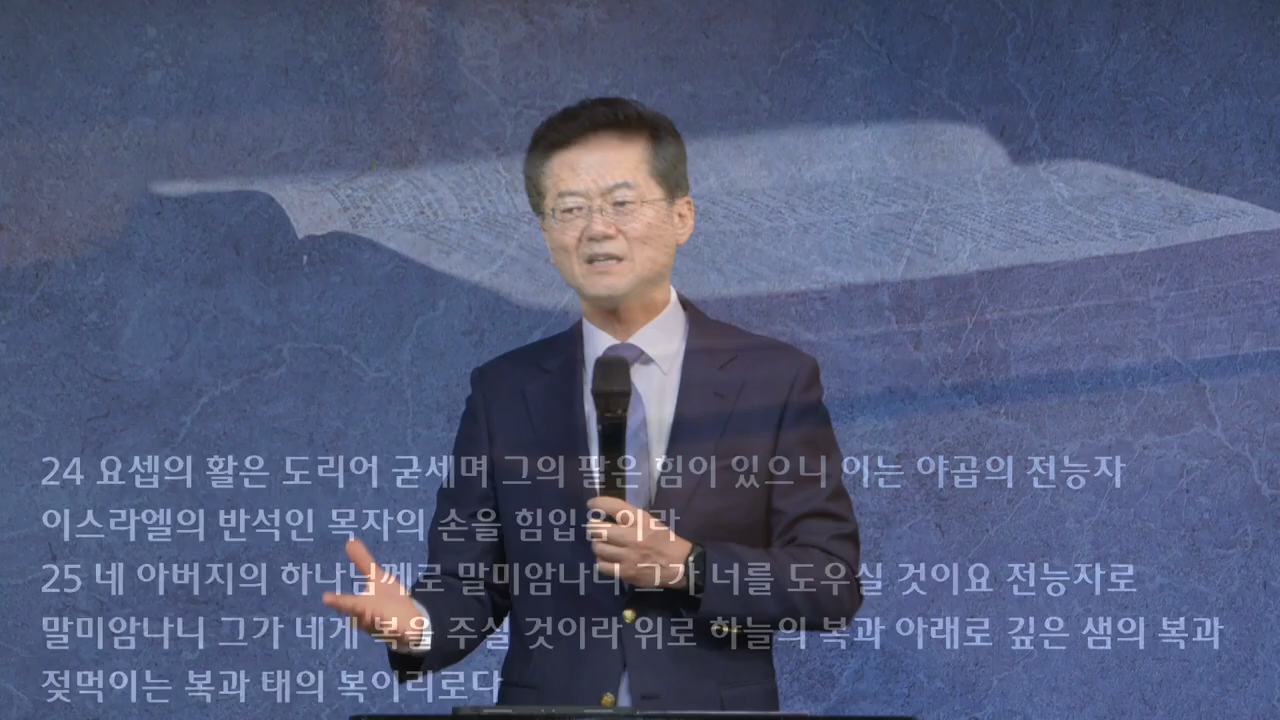 24 요셉의 활은 도리어 굳세며 그의 팔은 힘이 있으니 이는 야곱의 전능자
이스라엘의 반석인 목자의 손을 힘입음이라
25 네 아버지의 하나님께로 말미암나니 그가 너를 도우실 것이요 전능자로
말미암나니 그가 네게 복을 주실 것이라 위로 하늘의 복과 아래로 깊은 샘의 복과
젖먹이는 복과 태의 복이리로다